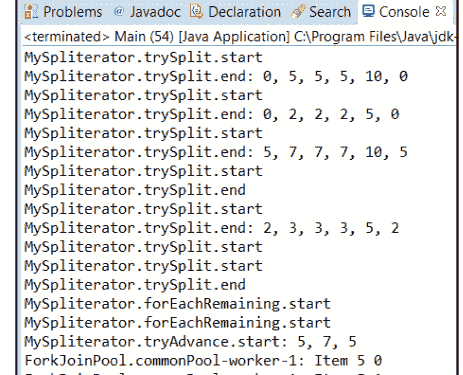 Problems @ Javadoc Declaration Search Console
<terminated> Main (54) [Java Application] C:\Program Files\Java\jdk-
MySpliterator.trySplit.start
MySpliterator.trySplit.end: 0, 5, 5, 5, 10, 0
MySpliterator.trySplit.start
MySpliterator.trySplit.end: 0, 2, 2, 2, 5, 0
MySpliterator.trySplit.start
MySpliterator.trySplit.end: 5, 7, 7, 7, 10, 5
MySpliterator.trySplit.start
MySpliterator.trySplit.end
MySpliterator.trySplit.start
MySpliterator.trySplit.end: 2, 3, 3, 3, 5, 2
MySpliterator.trySplit.start
MySpliterator.trySplit.start
MySpliterator.trySplit.end
MySpliterator.forEachRemaining.start
MySpliterator.forEachRemaining.start
MySpliterator.tryAdvance.start: 5, 7, 5
ForkJoinPool.commonPool-worker-1: Item 5 0